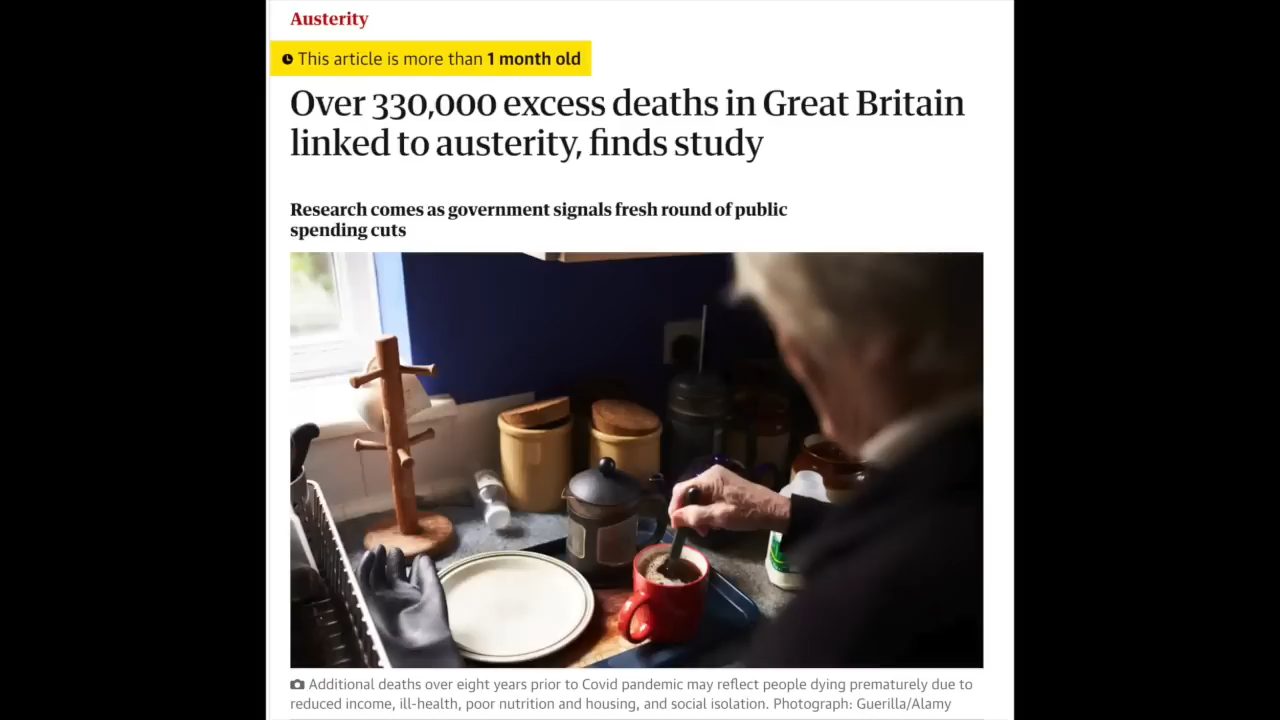 Austerity
This article is more than 1 month old
Over 330,000 excess deaths in Great Britain
linked to austerity, finds study
Research comes as government signals fresh round of public
spending cuts
Additional deaths over eight years prior to Covid pandemic may reflect people dying prematurely due to
reduced income, ill-health, poor nutrition and housing, and social isolation. Photograph: Guerilla/Alamy